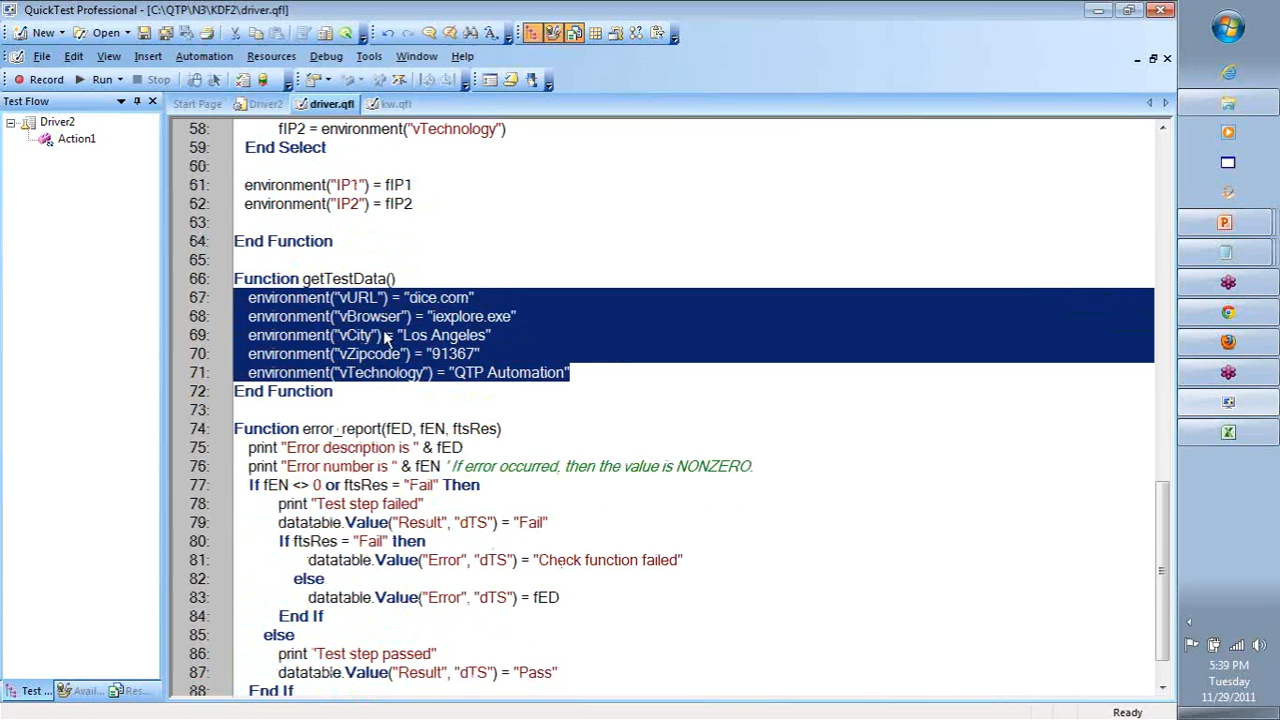 QuickTest Professional - [C:\QTP\N3\KDF2\driver.qfl]
New Open
File Edit View Insert Automation Resources Debug Tools Window Help
Record Run Stop
Test Flow
Start Page Driver2 driver.qfl kw.qfl
Driver2
Action1
58: fIP2 = environment("vTechnology")
59: End Select
60:
61: environment("IP1") = fIP1
62: environment("IP2") = fIP2
63:
64: End Function
65:
66: Function getTestData()
67: environment("vURL") = "dice.com"
68: environment("vBrowser") = "iexplore.exe"
69: environment("vCity") = "Los Angeles"
70: environment("vZipcode") = "91367"
71: environment("vTechnology") = "QTP Automation"
72: End Function
73:
74: Function error_report(fED, fEN, ftsRes)
75: print "Error description is " & fED
76: print "Error number is " & fEN ' If error occurred, then the value is NONZERO.
77: If fEN <> 0 or ftsRes = "Fail" Then
78: print "Test step failed"
79: datatable.Value("Result", "dTS") = "Fail"
80: If ftsRes = "Fail" then
81: datatable.Value("Error", "dTS") = "Check function failed"
82: else
83: datatable.Value("Error", "dTS") = fED
84: End If
85: else
86: print "Test step passed"
87: datatable.Value("Result", "dTS") = "Pass"
88: End If
Test ... Avai... Res...
5:39 PM
Tuesday
11/29/2011
Ready